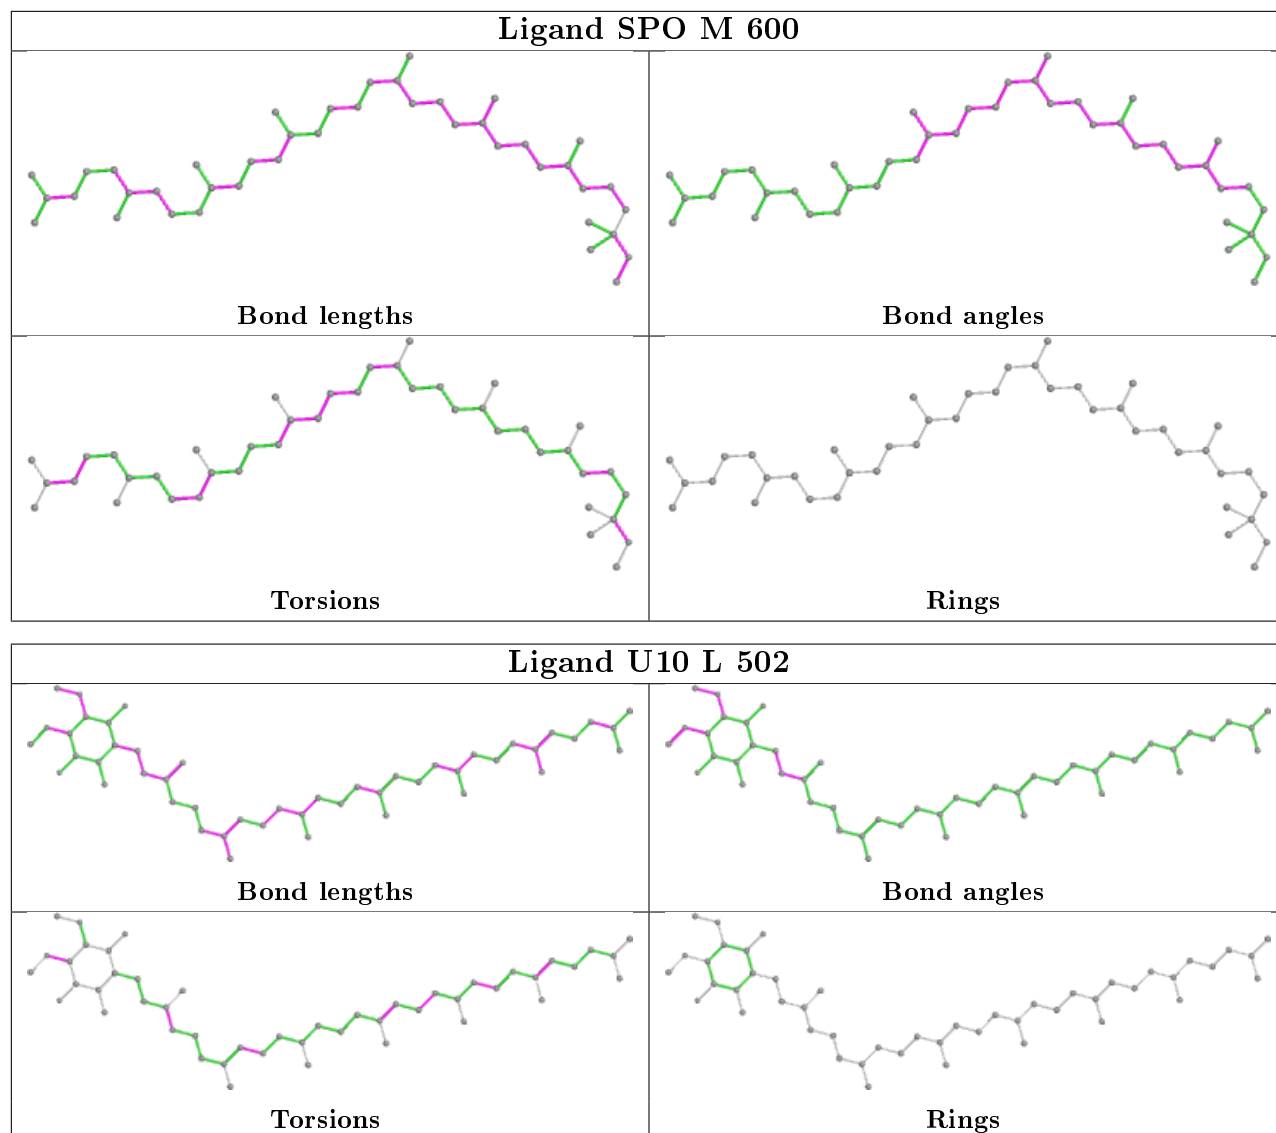 Ligand SPO M 600
Bond lengths
Bond angles
Torsions
Rings
Ligand U10 L 502
Bond lengths
Bond angles
Torsions
Rings